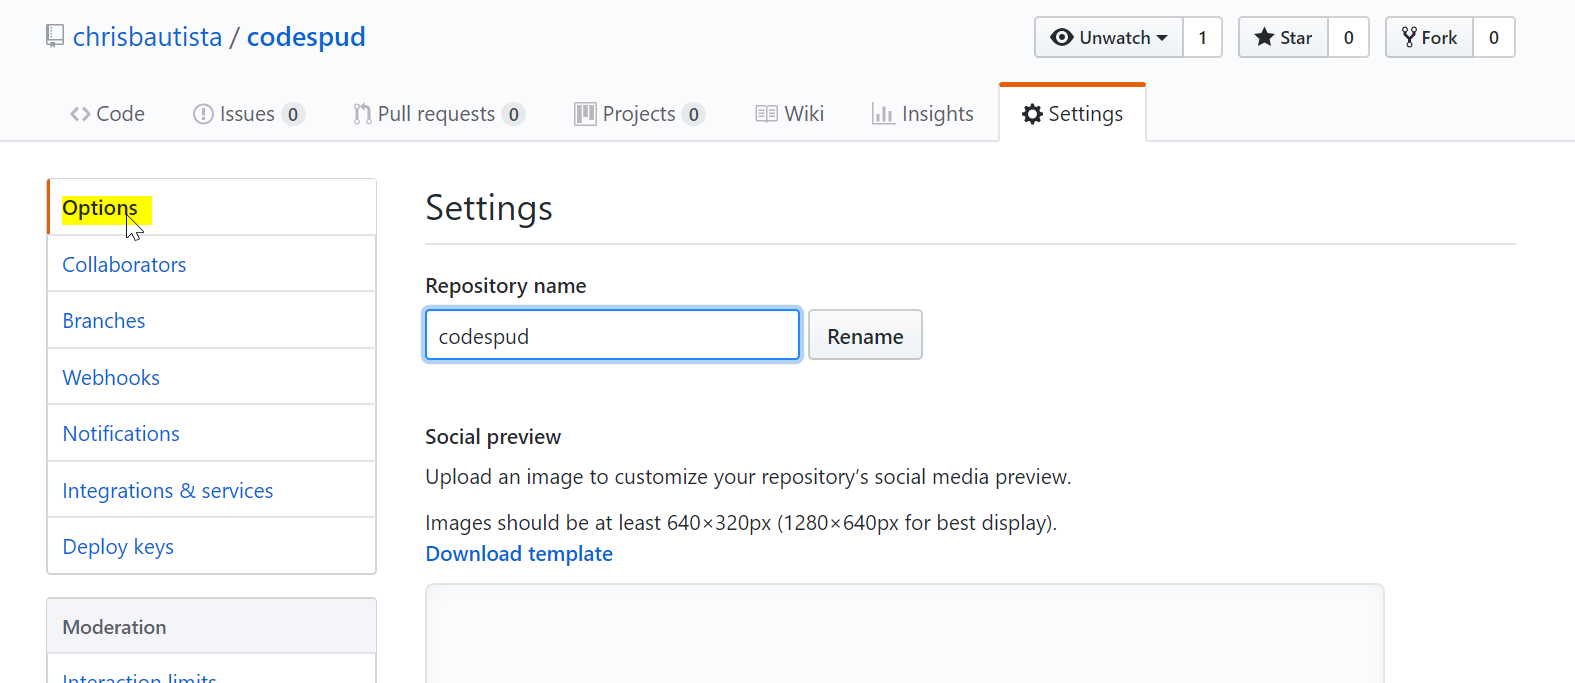 chrisbautista / codespud
Unwatch 1 Star 0 Fork 0
Code Issues 0 Pull requests 0 Projects 0 Wiki Insights Settings
Options
Collaborators
Branches
Webhooks
Notifications
Integrations & services
Deploy keys
Moderation
Interaction limits
Settings
Repository name
codespud Rename
Social preview
Upload an image to customize your repository’s social media preview.
Images should be at least 640×320px (1280×640px for best display).
Download template